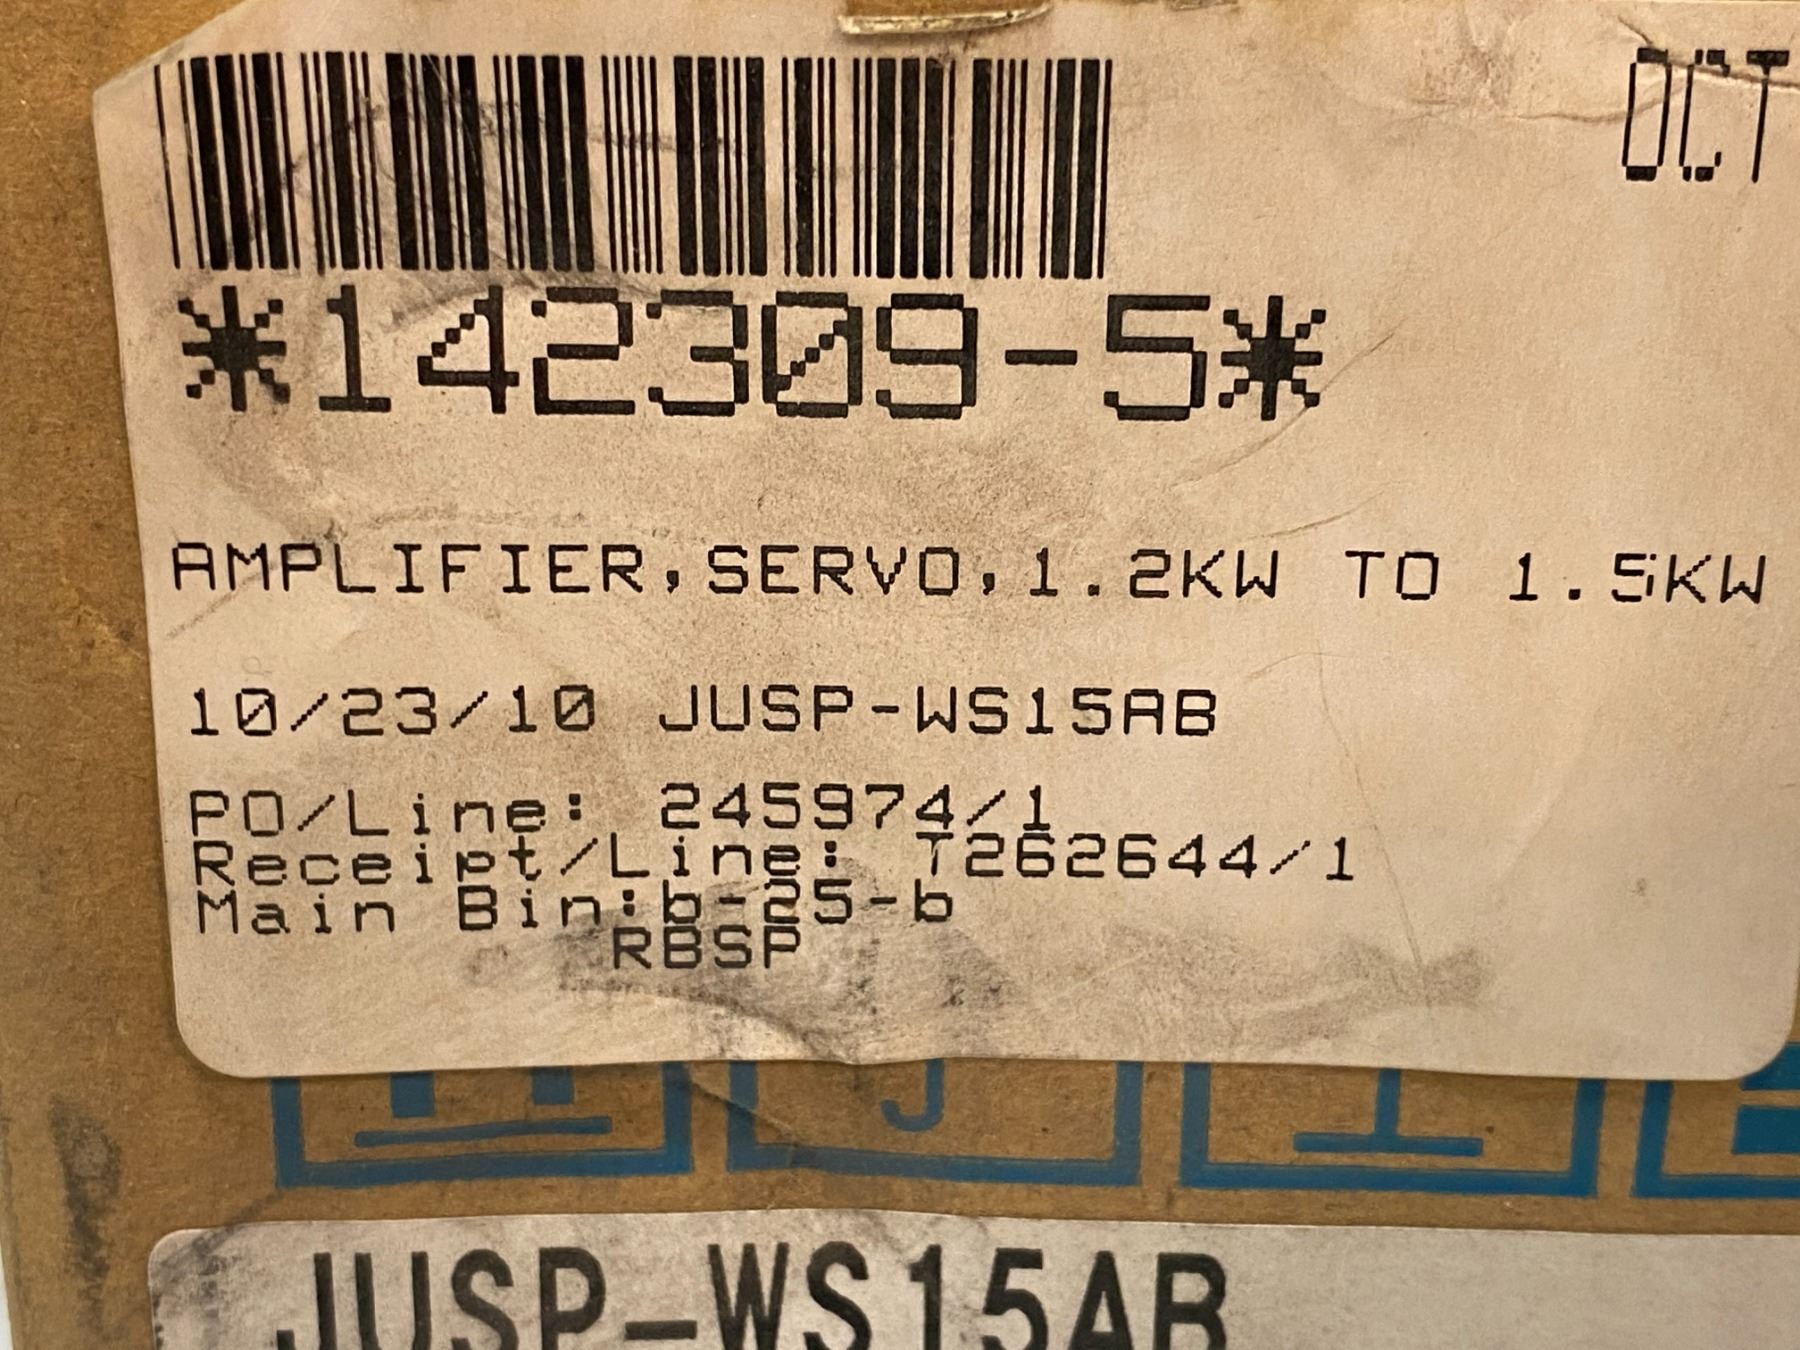 OCT
*142309-5*
AMPLIFIER,SERVO,1.2KW TO 1.5KW
10/23/10 JUSP-WS15AB
PO/Line: 245974/1
Receipt/Line: T262644/1
Main Bin:b-25-b
RBSP
JUSP-WS15AB